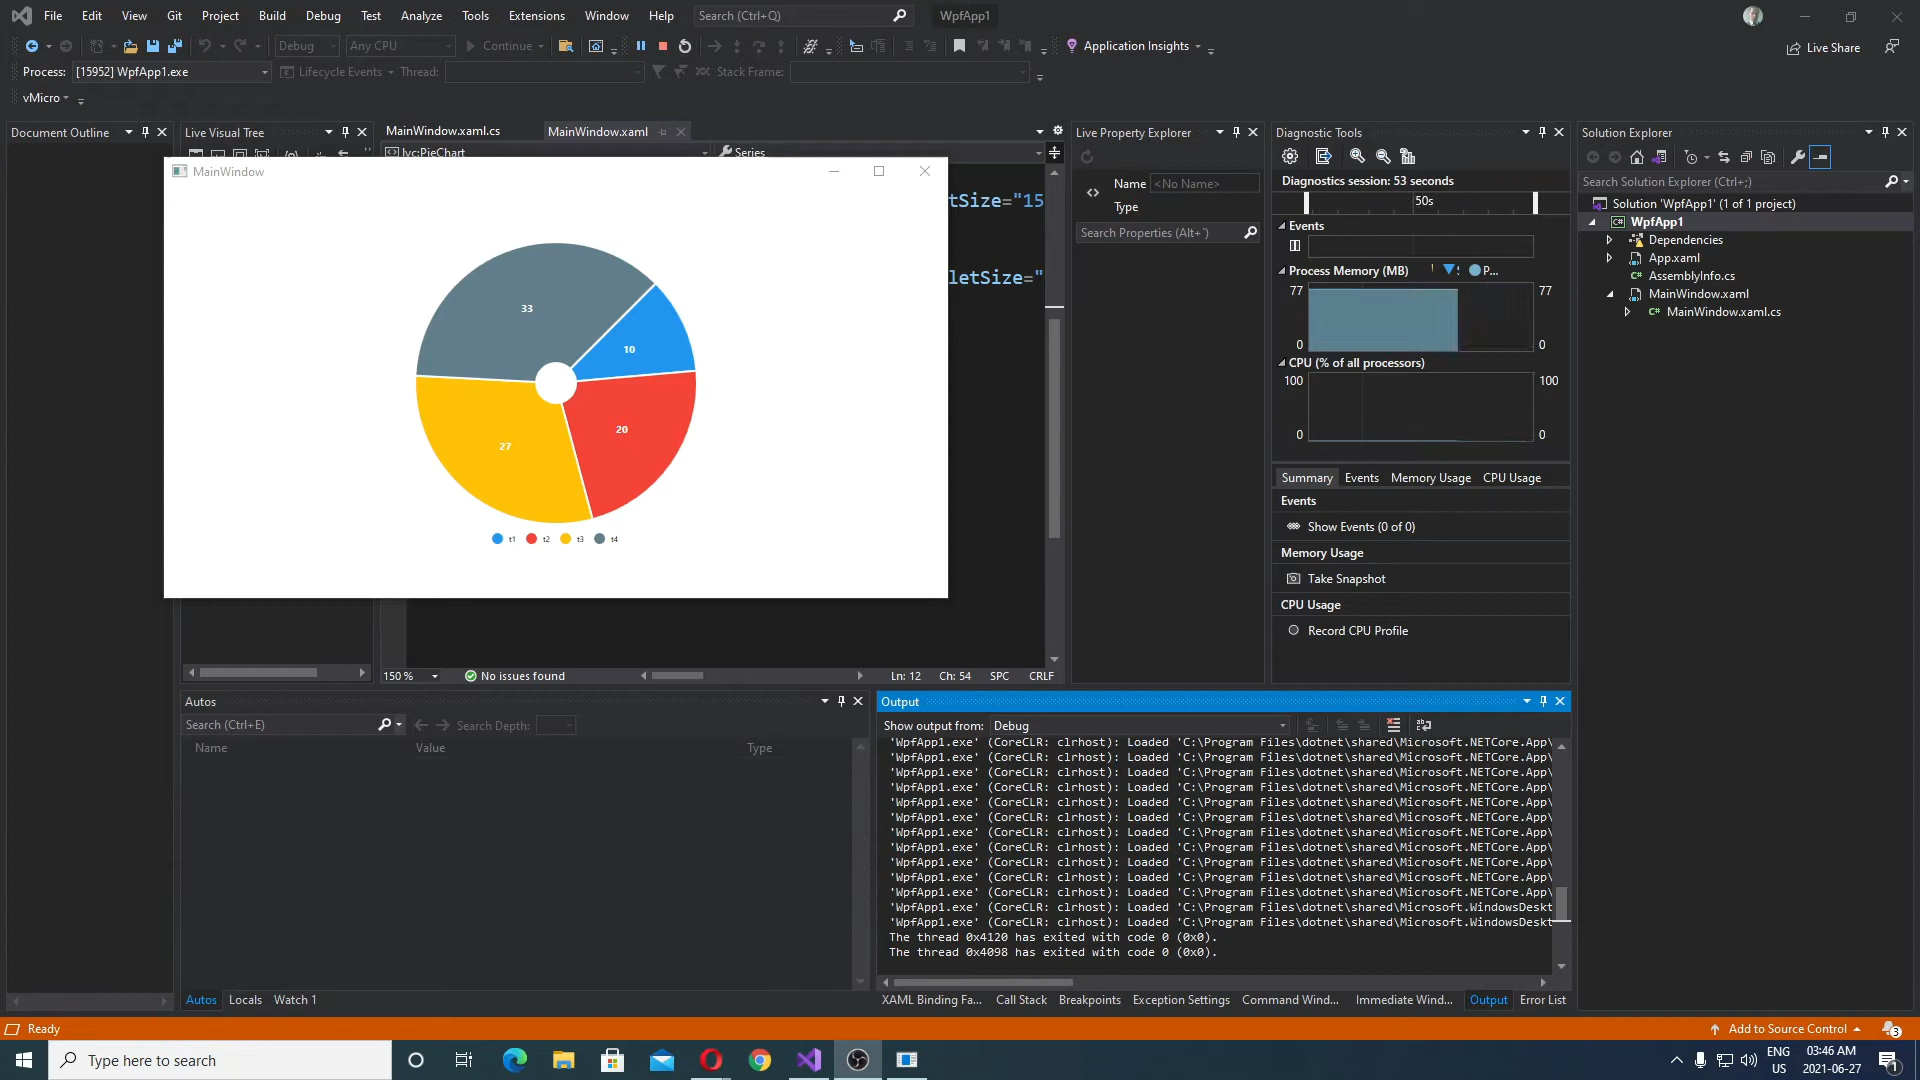 File Edit View Git Project Build Debug Test Analyze Tools Extensions Window Help Search (Ctrl+Q) WpfApp1
Debug Any CPU Continue Application Insights Live Share
Process: [15952] WpfApp1.exe Lifecycle Events Thread: Stack Frame:
vMicro
Document Outline
Live Visual Tree
MainWindow.xaml.cs MainWindow.xaml
lvc:PieChart Series
tSize="15
letSize="
MainWindow
33
10
20
27
t1 t2 t3 t4
150 % No issues found Ln: 12 Ch: 54 SPC CRLF
Live Property Explorer
Name <No Name>
Type
Search Properties (Alt+`)
Diagnostic Tools
Diagnostics session: 53 seconds
50s
Events
Process Memory (MB) P...
77 77
0 0
CPU (% of all processors)
100 100
0 0
Summary Events Memory Usage CPU Usage
Events
Show Events (0 of 0)
Memory Usage
Take Snapshot
CPU Usage
Record CPU Profile
Solution Explorer
Search Solution Explorer (Ctrl+;)
Solution 'WpfApp1' (1 of 1 project)
C# WpfApp1
Dependencies
App.xaml
C# AssemblyInfo.cs
MainWindow.xaml
C# MainWindow.xaml.cs
Autos
Search (Ctrl+E) Search Depth:
Name Value Type
Autos Locals Watch 1
Output
Show output from: Debug
'WpfApp1.exe' (CoreCLR: clrhost): Loaded 'C:\Program Files\dotnet\shared\Microsoft.NETCore.App\
'WpfApp1.exe' (CoreCLR: clrhost): Loaded 'C:\Program Files\dotnet\shared\Microsoft.NETCore.App\
'WpfApp1.exe' (CoreCLR: clrhost): Loaded 'C:\Program Files\dotnet\shared\Microsoft.NETCore.App\
'WpfApp1.exe' (CoreCLR: clrhost): Loaded 'C:\Program Files\dotnet\shared\Microsoft.NETCore.App\
'WpfApp1.exe' (CoreCLR: clrhost): Loaded 'C:\Program Files\dotnet\shared\Microsoft.NETCore.App\
'WpfApp1.exe' (CoreCLR: clrhost): Loaded 'C:\Program Files\dotnet\shared\Microsoft.NETCore.App\
'WpfApp1.exe' (CoreCLR: clrhost): Loaded 'C:\Program Files\dotnet\shared\Microsoft.NETCore.App\
'WpfApp1.exe' (CoreCLR: clrhost): Loaded 'C:\Program Files\dotnet\shared\Microsoft.NETCore.App\
'WpfApp1.exe' (CoreCLR: clrhost): Loaded 'C:\Program Files\dotnet\shared\Microsoft.NETCore.App\
'WpfApp1.exe' (CoreCLR: clrhost): Loaded 'C:\Program Files\dotnet\shared\Microsoft.NETCore.App\
'WpfApp1.exe' (CoreCLR: clrhost): Loaded 'C:\Program Files\dotnet\shared\Microsoft.NETCore.App\
'WpfApp1.exe' (CoreCLR: clrhost): Loaded 'C:\Program Files\dotnet\shared\Microsoft.WindowsDeskt
'WpfApp1.exe' (CoreCLR: clrhost): Loaded 'C:\Program Files\dotnet\shared\Microsoft.WindowsDeskt
The thread 0x4120 has exited with code 0 (0x0).
The thread 0x4098 has exited with code 0 (0x0).
XAML Binding Fa... Call Stack Breakpoints Exception Settings Command Wind... Immediate Wind... Output Error List
Ready Add to Source Control 3
Type here to search ENG US 03:46 AM 2021-06-27 1